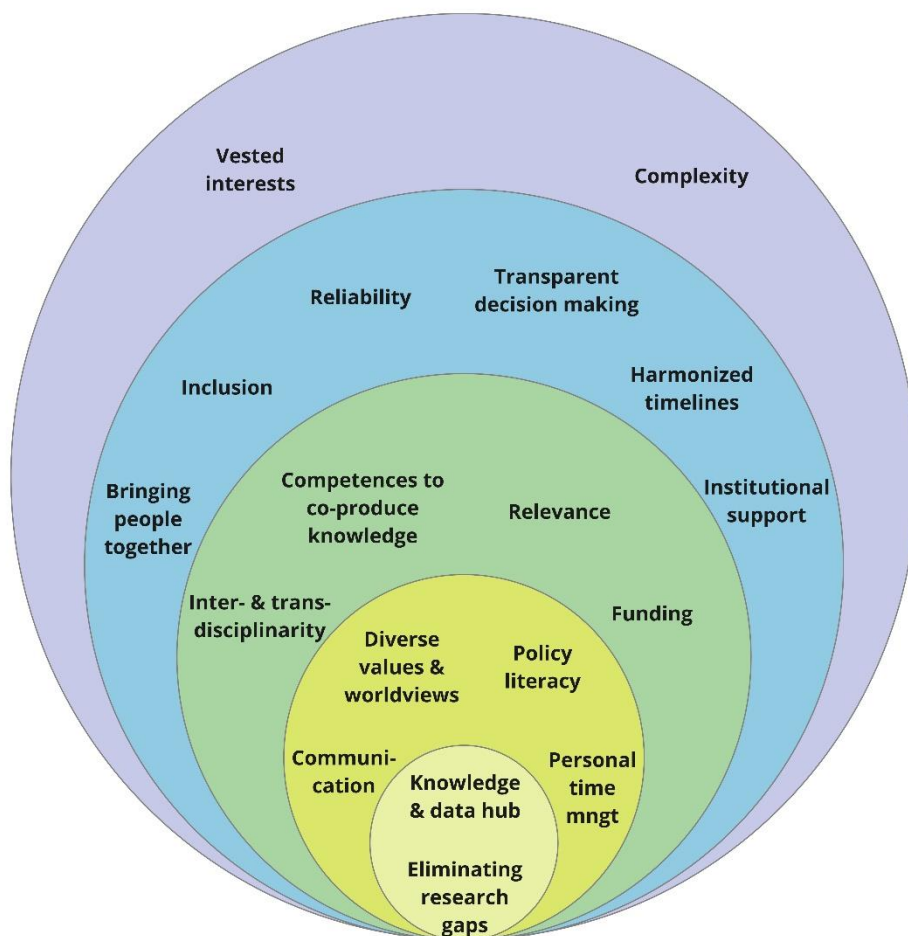 Vested
interests
Complexity
Reliability
Transparent
decision making
Inclusion
Harmonized
timelines
Bringing
people
together
Institutional
support
Competences to
co-produce
knowledge
Relevance
Inter- & trans-
disciplinarity
Funding
Diverse
values &
worldviews
Policy
literacy
Communi-
cation
Personal
time
mngt
Knowledge
& data hub
Eliminating
research
gaps